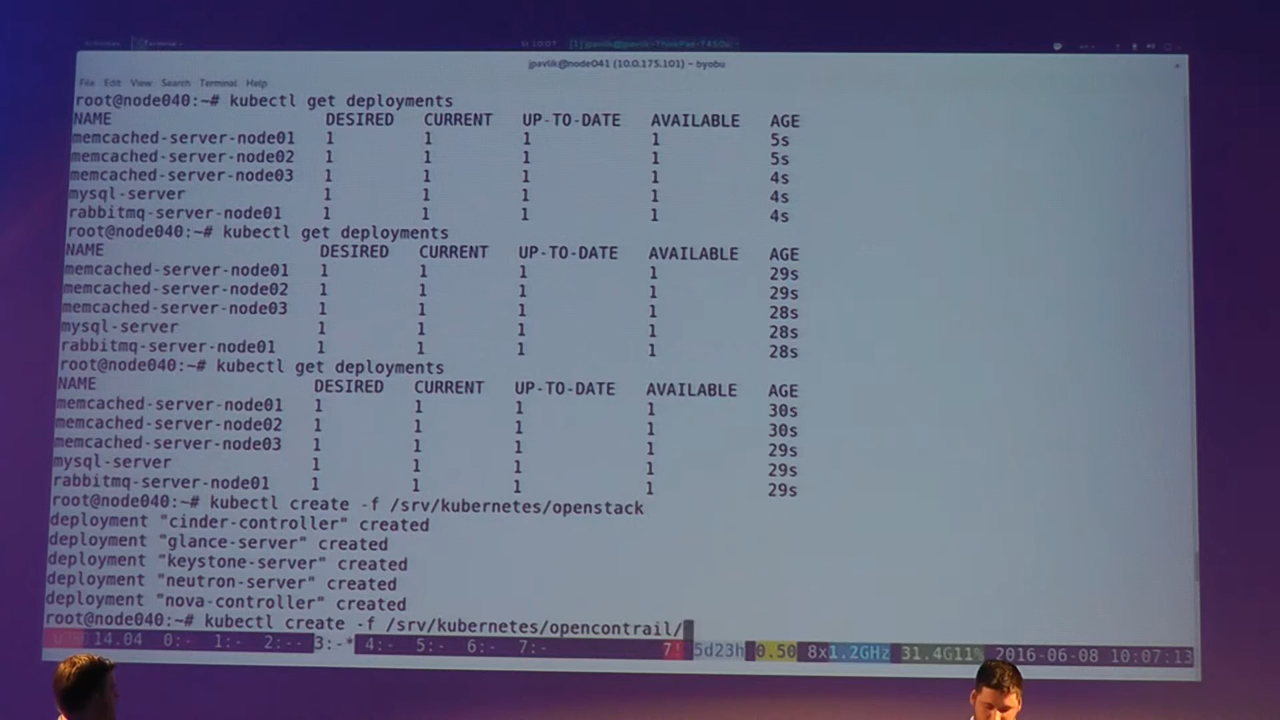 Terminal
[1] jpavlik@jpavlik-ThinkPad-T450s: ~
jpavlik@node041 (10.0.175.101) - byobu
File Edit View Search Terminal Help
root@node040:~# kubectl get deployments
NAME DESIRED CURRENT UP-TO-DATE AVAILABLE AGE
memcached-server-node01 1 1 1 1 5s
memcached-server-node02 1 1 1 1 5s
memcached-server-node03 1 1 1 1 4s
mysql-server 1 1 1 1 4s
rabbitmq-server-node01 1 1 1 1 4s
root@node040:~# kubectl get deployments
NAME DESIRED CURRENT UP-TO-DATE AVAILABLE AGE
memcached-server-node01 1 1 1 1 29s
memcached-server-node02 1 1 1 1 29s
memcached-server-node03 1 1 1 1 28s
mysql-server 1 1 1 1 28s
rabbitmq-server-node01 1 1 1 1 28s
root@node040:~# kubectl get deployments
NAME DESIRED CURRENT UP-TO-DATE AVAILABLE AGE
memcached-server-node01 1 1 1 1 30s
memcached-server-node02 1 1 1 1 30s
memcached-server-node03 1 1 1 1 29s
mysql-server 1 1 1 1 29s
rabbitmq-server-node01 1 1 1 1 29s
root@node040:~# kubectl create -f /srv/kubernetes/openstack
deployment "cinder-controller" created
deployment "glance-server" created
deployment "keystone-server" created
deployment "neutron-server" created
deployment "nova-controller" created
root@node040:~# kubectl create -f /srv/kubernetes/opencontrail/
14.04 0:- 1:- 2:-- 3:-* 4:- 5:- 6:- 7:- 7! 5d23h 0.50 8x1.2GHz 31.4G11% 2016-06-08 10:07:13